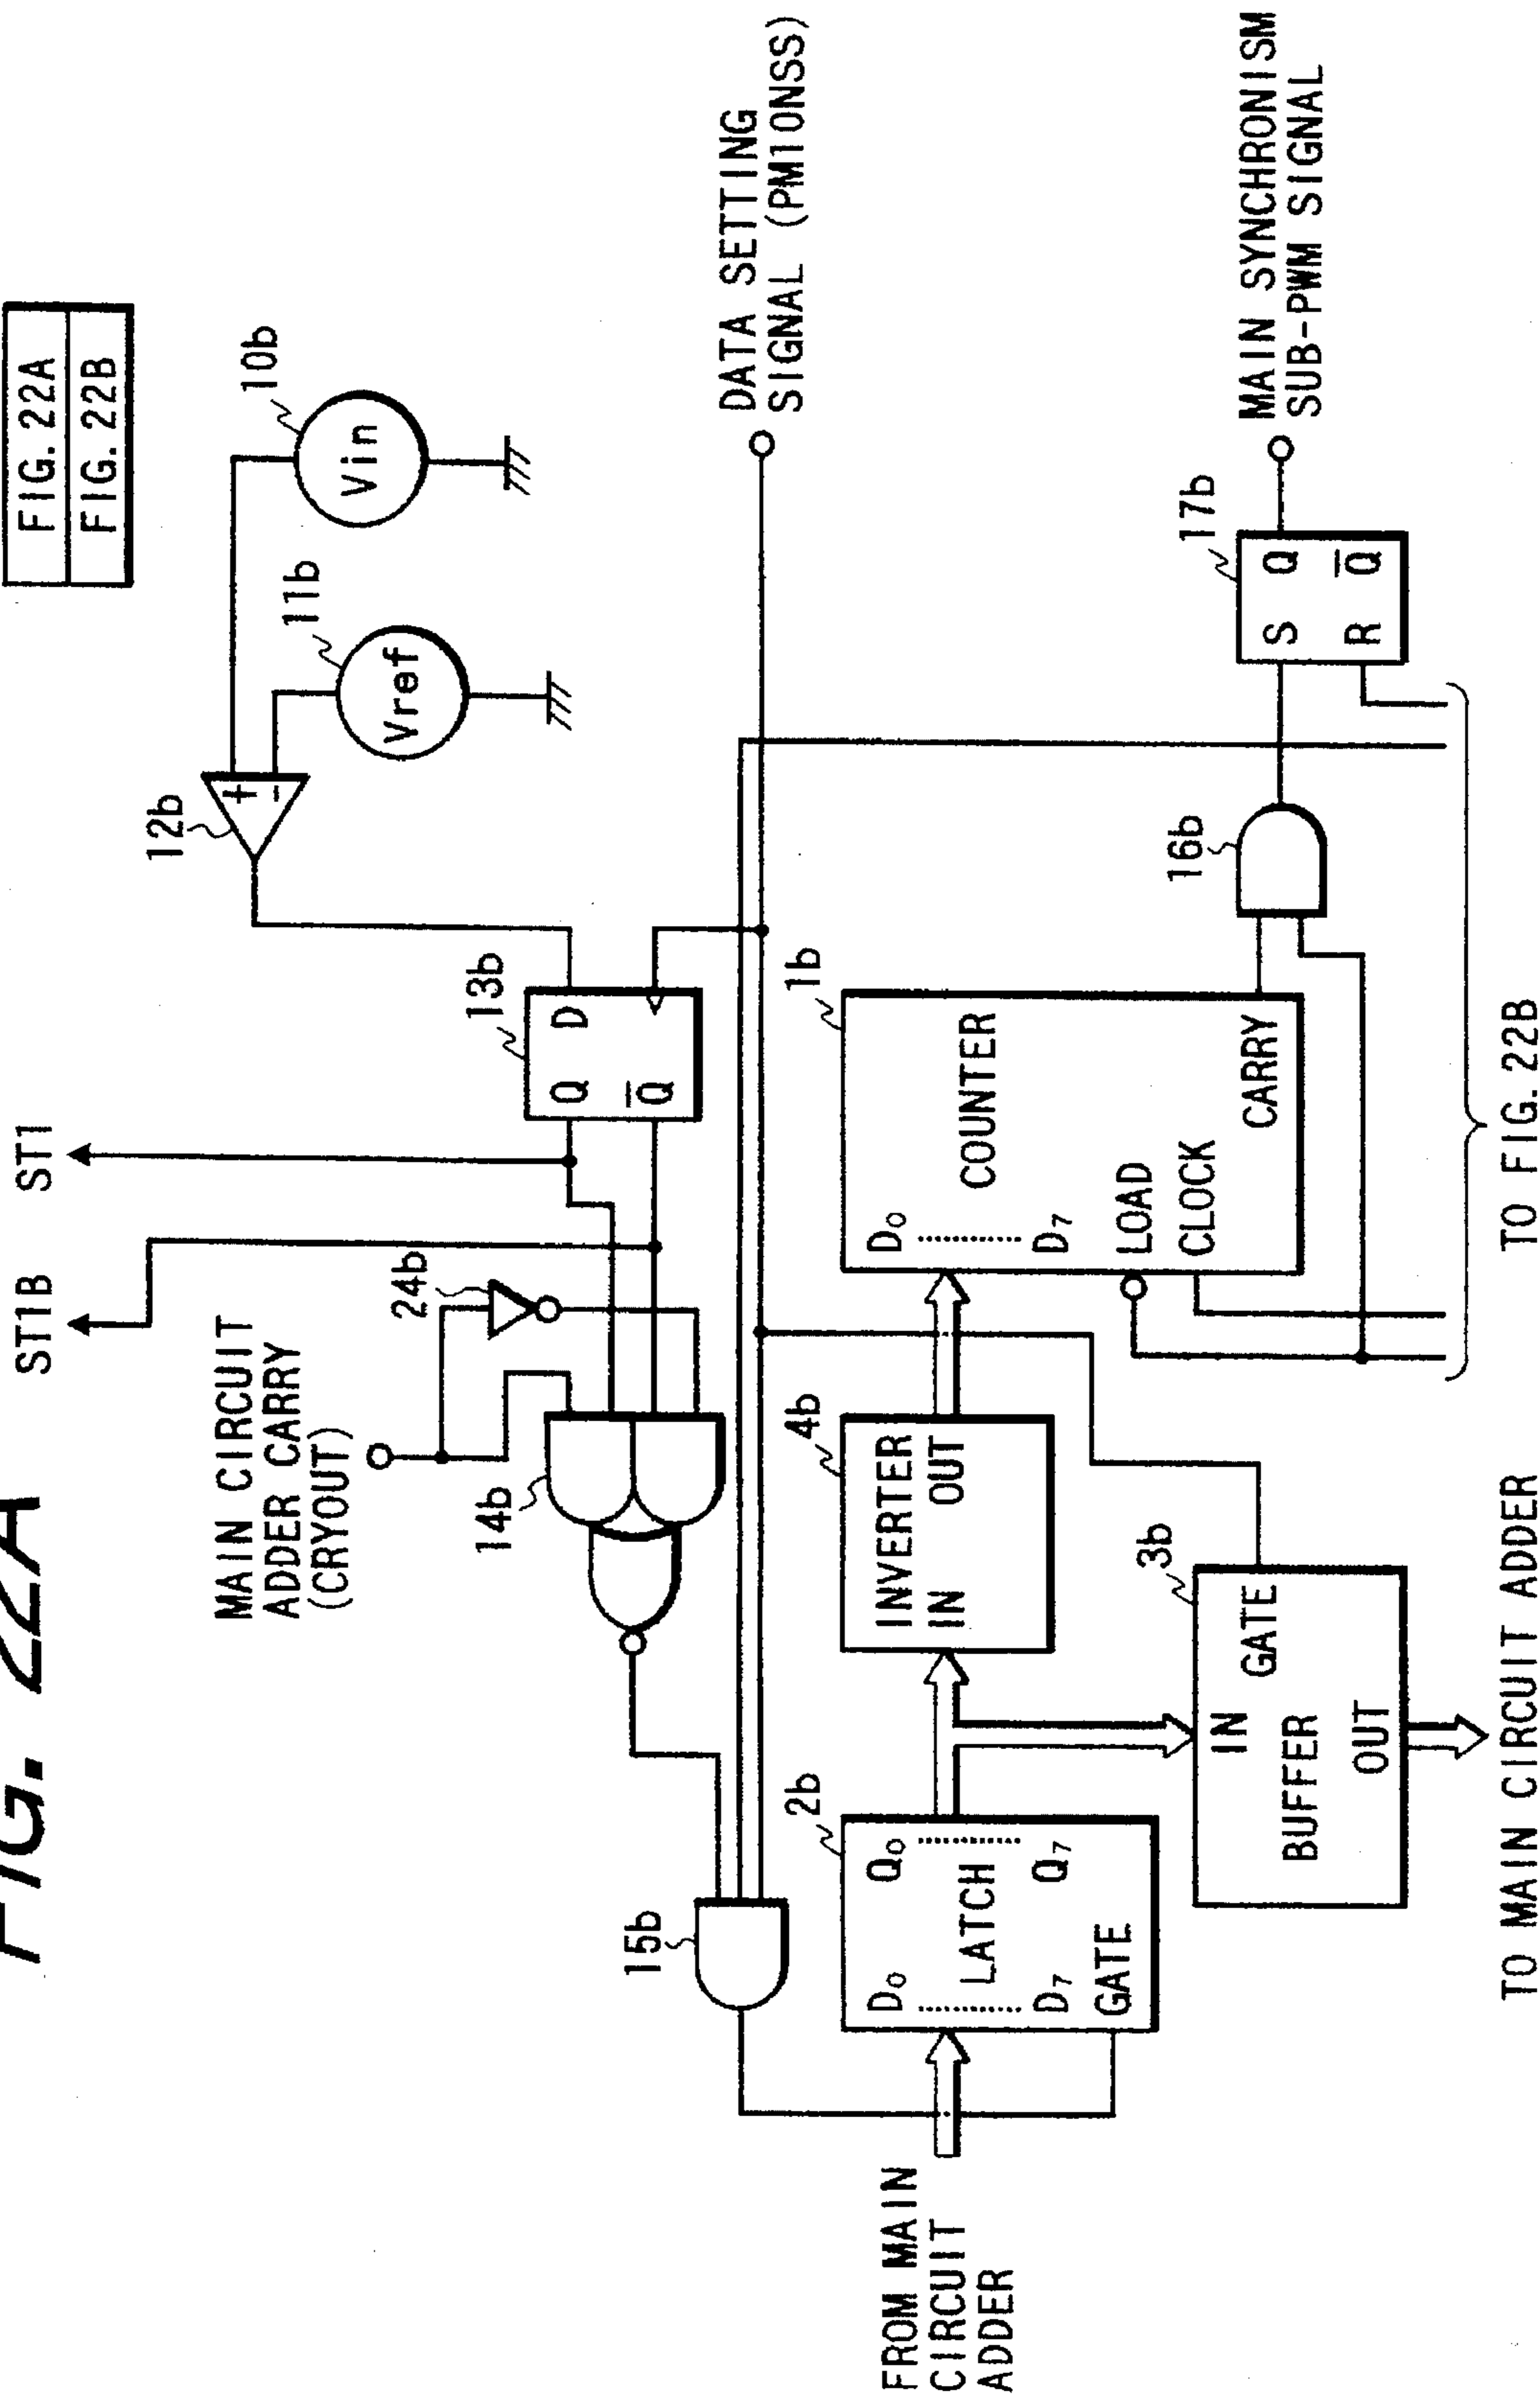 FIG. 22A
FIG. 22A
FIG. 22B
ST1B
ST1
MAIN CIRCUIT
ADDER CARRY
(CRYOUT)
24b
14b
13b
Q
D
Q̅
12b
+
-
11b
Vref
10b
Vin
15b
DATA SETTING
SIGNAL (PM10NSS)
FROM MAIN
CIRCUIT
ADDER
2b
D₀
Q₀
LATCH
D₇
Q₇
GATE
4b
INVERTER
IN
OUT
3b
IN
GATE
BUFFER
OUT
1b
D₀
COUNTER
D₇
LOAD
CLOCK
CARRY
16b
17b
S
Q
R
Q̅
MAIN SYNCHRONISM
SUB-PWM SIGNAL
TO MAIN CIRCUIT ADDER
TO FIG. 22B